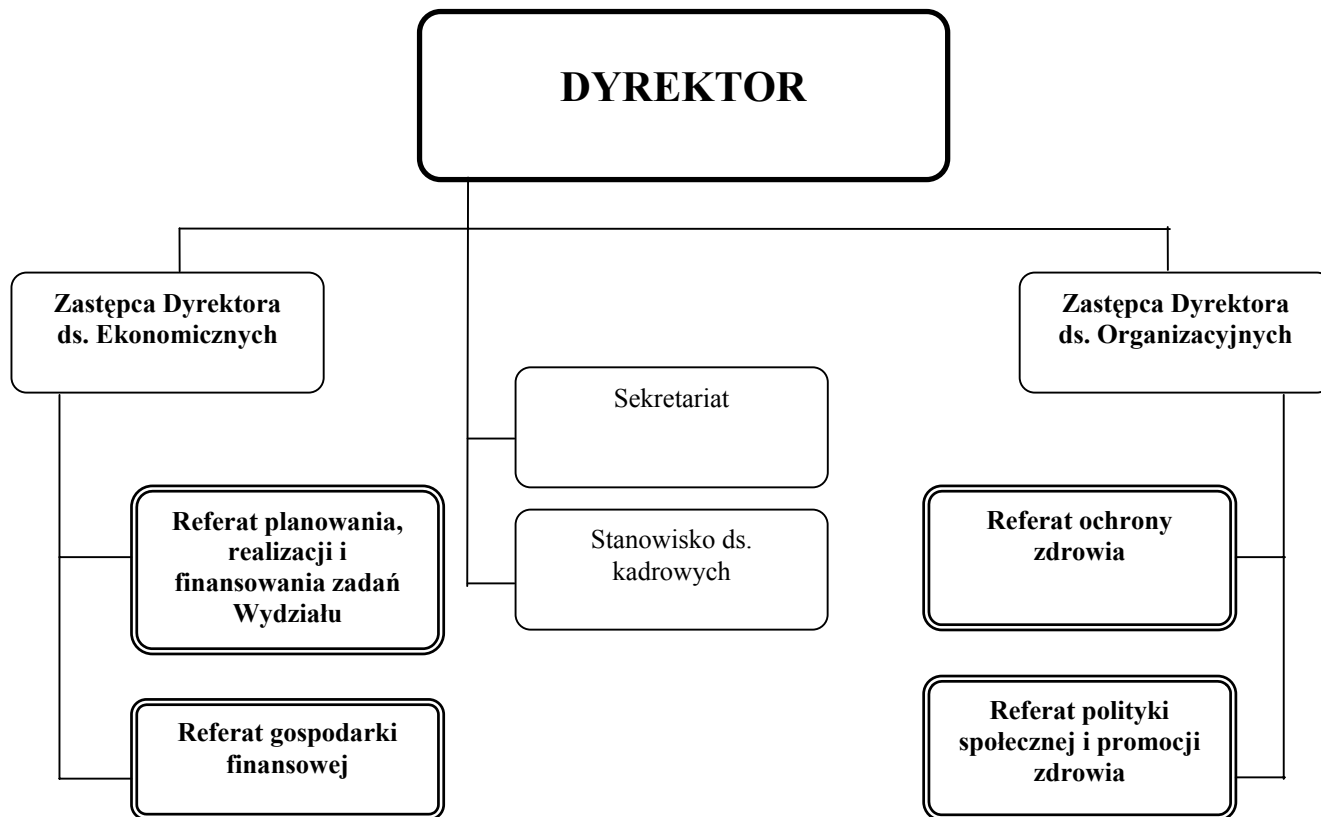 DYREKTOR
Zastępca Dyrektora
ds. Ekonomicznych
Zastępca Dyrektora
ds. Organizacyjnych
Sekretariat
Stanowisko ds.
kadrowych
Referat planowania,
realizacji i
finansowania zadań
Wydziału
Referat ochrony
zdrowia
Referat gospodarki
finansowej
Referat polityki
społecznej i promocji
zdrowia